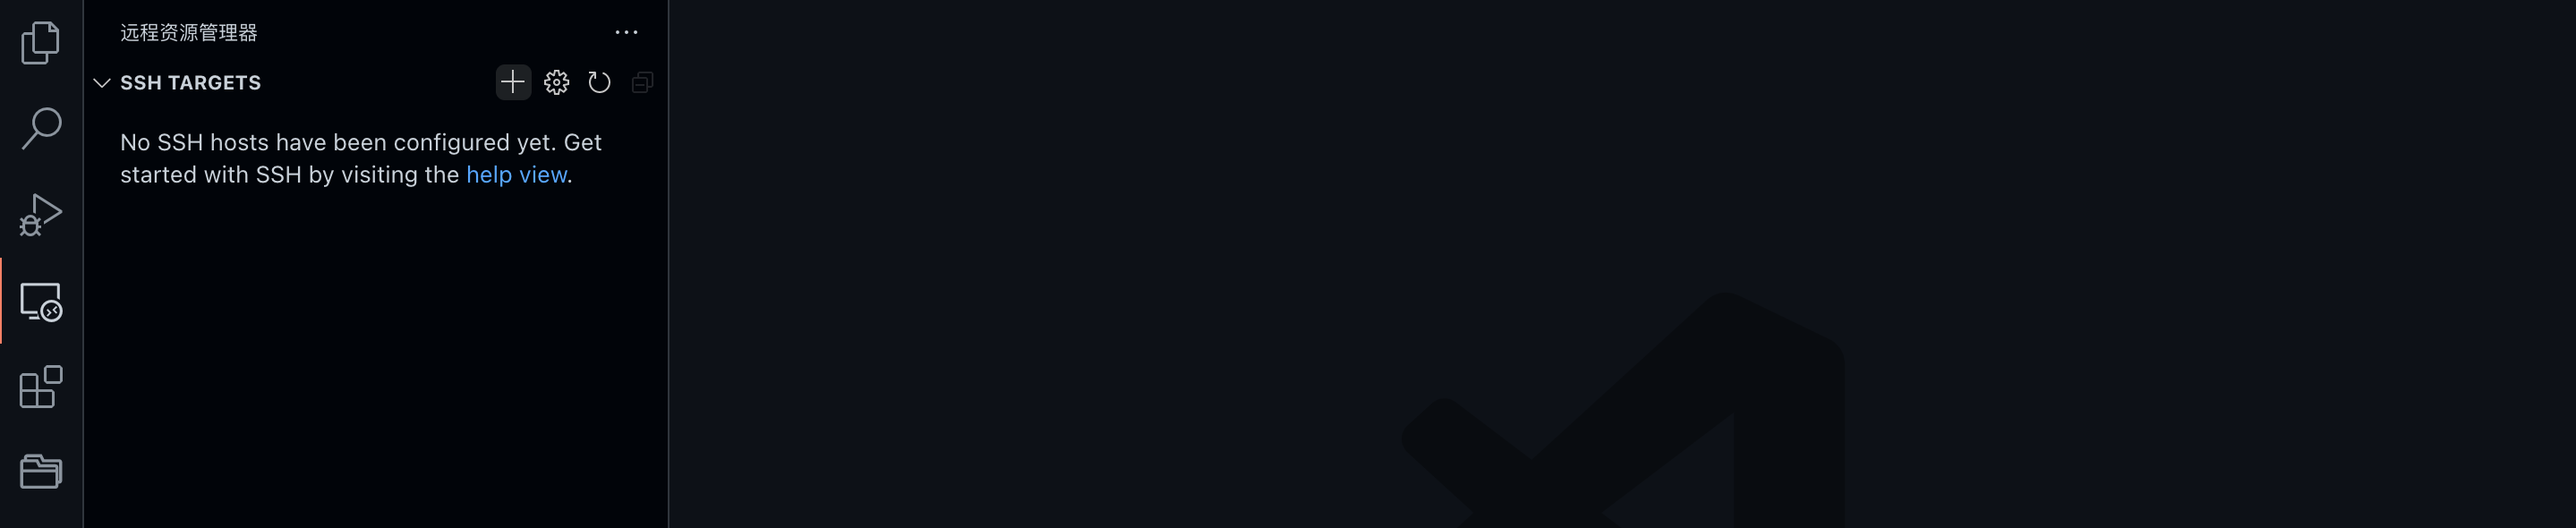 远程资源管理器
SSH TARGETS
No SSH hosts have been configured yet. Get
started with SSH by visiting the help view.